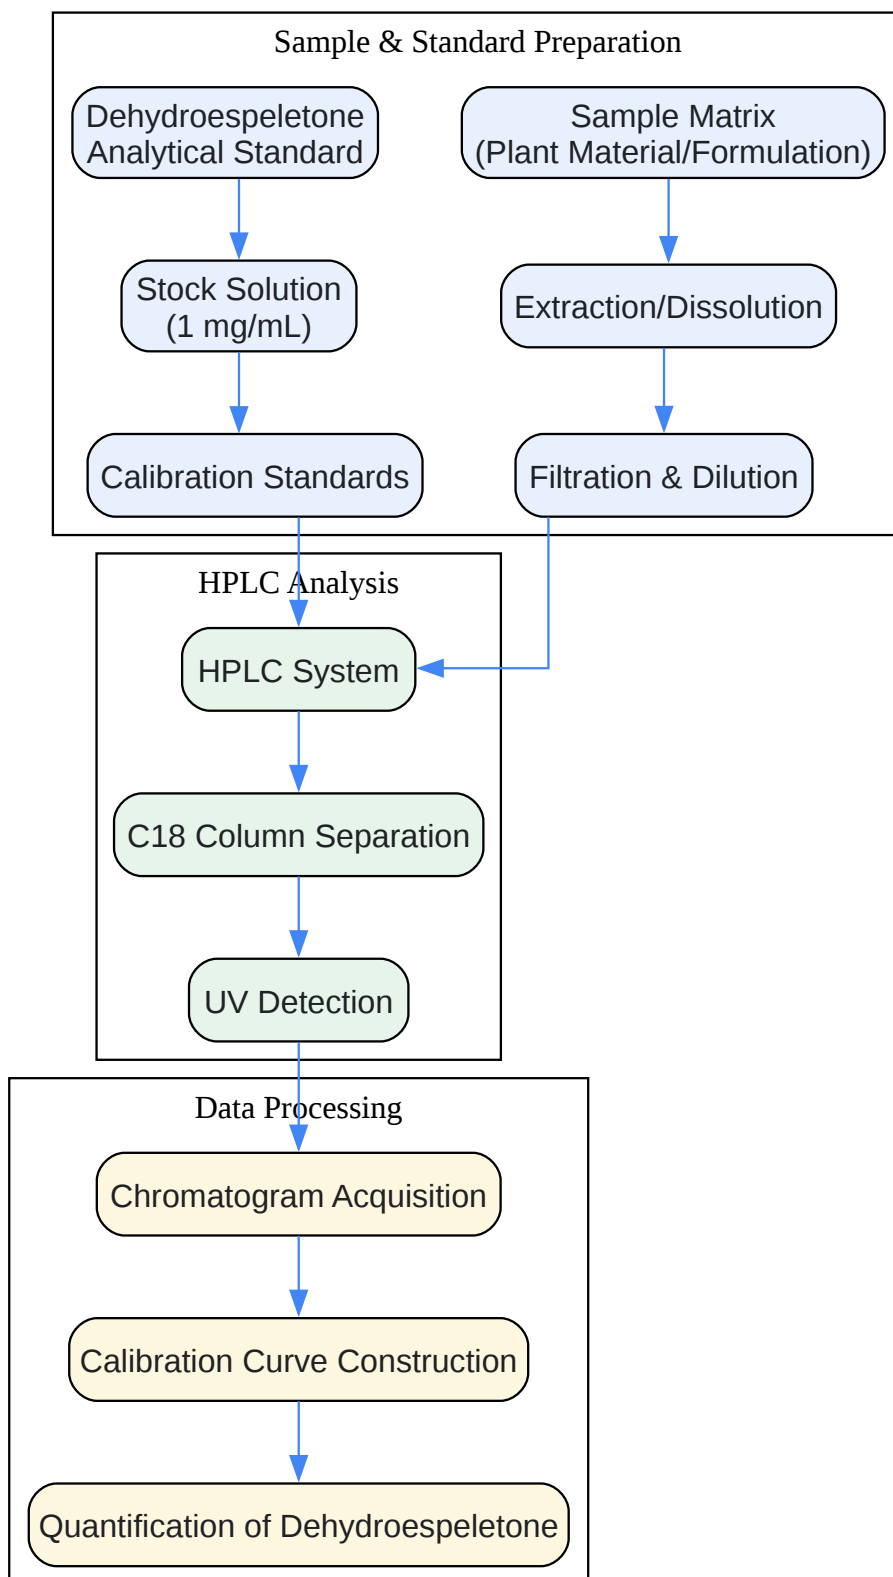 Sample & Standard Preparation
Dehydroespeletone
Analytical Standard
Sample Matrix
(Plant Material/Formulation)
Stock Solution
(1 mg/mL)
Extraction/Dissolution
Calibration Standards
Filtration & Dilution
HPLC Analysis
HPLC System
C18 Column Separation
UV Detection
Data Processing
Chromatogram Acquisition
Calibration Curve Construction
Quantification of Dehydroespeletone